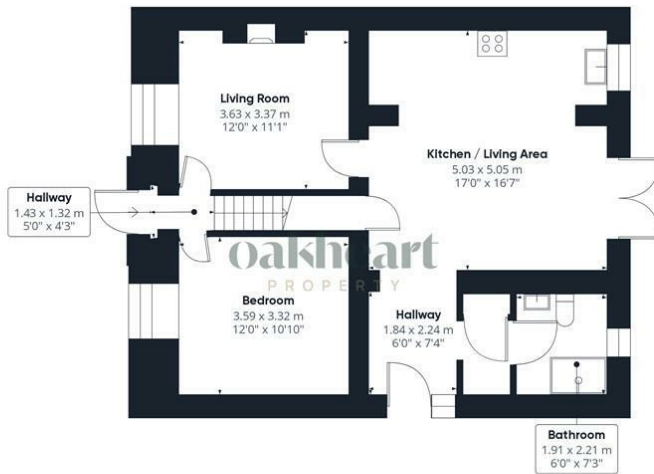 Living Room
3.63 x 3.37 m
12'0" x 11'1"
Kitchen / Living Area
5.03 x 5.05 m
17'0" x 16'7"
Hallway
1.43 x 1.32 m
5'0" x 4'3"
oakheart
PROPERTY
Bedroom
3.59 x 3.32 m
12'0" x 10'10"
Hallway
1.84 x 2.24 m
6'0" x 7'4"
Bathroom
1.91 x 2.21 m
6'0" x 7'3"